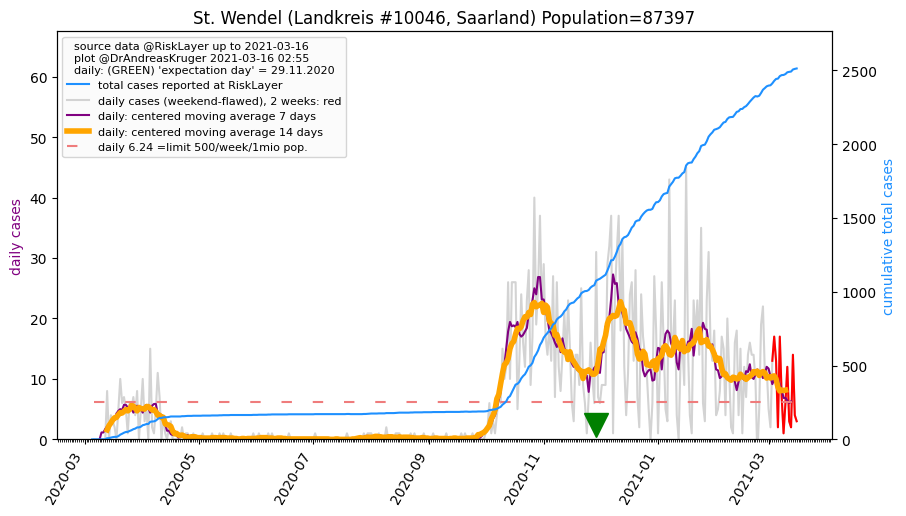 St. Wendel (Landkreis #10046, Saarland) Population=87397
source data @RiskLayer up to 2021-03-16
plot @DrAndreasKruger 2021-03-16 02:55
daily: (GREEN) 'expectation day' = 29.11.2020
total cases reported at RiskLayer
daily cases (weekend-flawed), 2 weeks: red
daily: centered moving average 7 days
daily: centered moving average 14 days
daily 6.24 =limit 500/week/1mio pop.
daily cases
60
50
40
30
20
10
0
cumulative total cases
2500
2000
1500
1000
500
0
2020-03
2020-05
2020-07
2020-09
2020-11
2021-01
2021-03